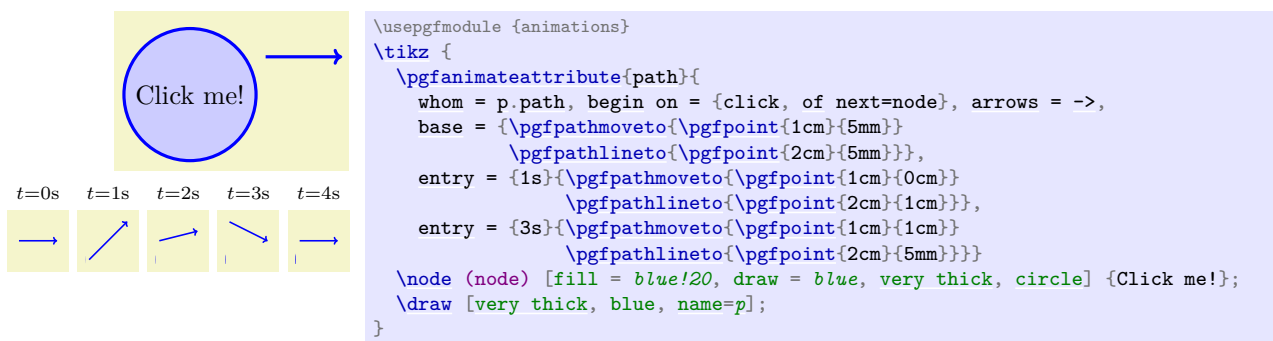 Click me!
t=0s t=1s t=2s t=3s t=4s
\usepgfmodule {animations}
\tikz {
  \pgfanimateattribute{path}{
    whom = p.path, begin on = {click, of next=node}, arrows = ->,
    base = {\pgfpathmoveto{\pgfpoint{1cm}{5mm}}
            \pgfpathlineto{\pgfpoint{2cm}{5mm}}},
    entry = {1s}{\pgfpathmoveto{\pgfpoint{1cm}{0cm}}
                 \pgfpathlineto{\pgfpoint{2cm}{1cm}}},
    entry = {3s}{\pgfpathmoveto{\pgfpoint{1cm}{1cm}}
                 \pgfpathlineto{\pgfpoint{2cm}{5mm}}}}
  \node (node) [fill = blue!20, draw = blue, very thick, circle] {Click me!};
  \draw [very thick, blue, name=p];
}